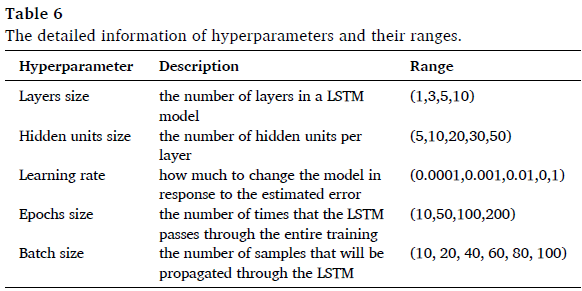 Table 6
The detailed information of hyperparameters and their ranges.
Hyperparameter Description Range
Layers size the number of layers in a LSTM (1,3,5,10)
model
Hidden units size the number of hidden units per (5,10,20,30,50)
layer
Learning rate how much to change the model in (0.0001,0.001,0.01,0,1)
response to the estimated error
Epochs size the number of times that the LSTM (10,50,100,200)
passes through the entire training
Batch size the number of samples that will be (10, 20, 40, 60, 80, 100)
propagated through the LSTM